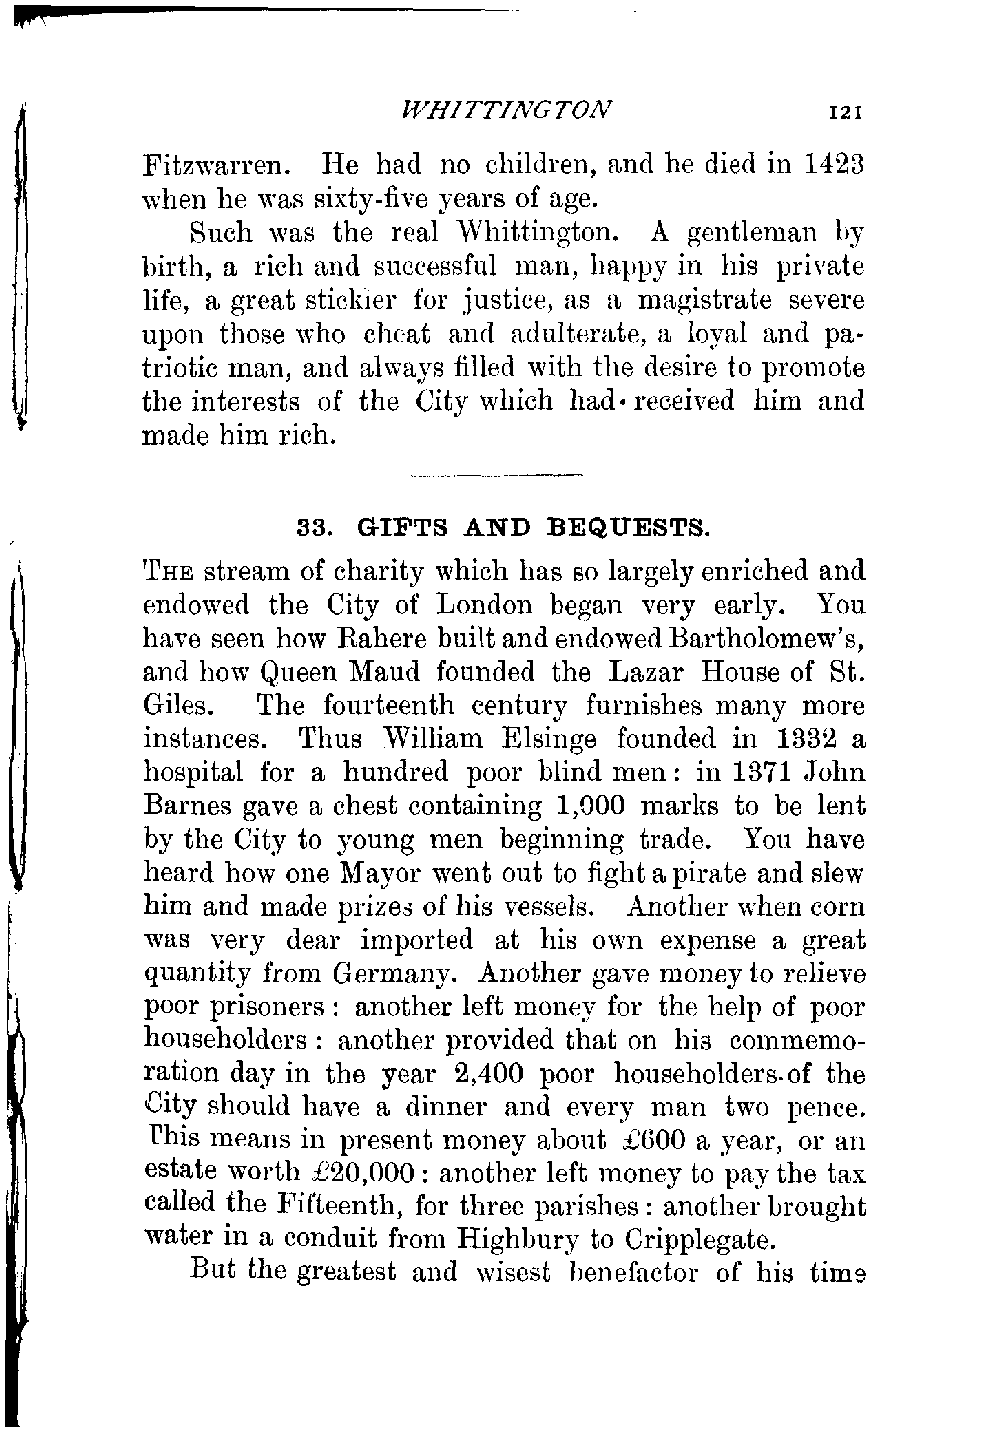 WHITTINGTON 121
Fitzwarren. He had no children, and he died in 1423
when he was sixty-five years of age.
Such was the real Whittington. A gentleman by
birth, a rich and successful man, happy in his private
life, a great stickler for justice, as a magistrate severe
upon those who cheat and adulterate, a loyal and pa-
triotic man, and always filled with the desire to promote
the interests of the City which had received him and
made him rich.
33. GIFTS AND BEQUESTS.
THE stream of charity which has so largely enriched and
endowed the City of London began very early. You
have seen how Rahere built and endowed Bartholomew's,
and how Queen Maud founded the Lazar House of St.
Giles. The fourteenth century furnishes many more
instances. Thus William Elsinge founded in 1332 a
hospital for a hundred poor blind men: in 1371 John
Barnes gave a chest containing 1,000 marks to be lent
by the City to young men beginning trade. You have
heard how one Mayor went out to fight a pirate and slew
him and made prizes of his vessels. Another when corn
was very dear imported at his own expense a great
quantity from Germany. Another gave money to relieve
poor prisoners: another left money for the help of poor
householders: another provided that on his commemo-
ration day in the year 2,400 poor householders of the
City should have a dinner and every man two pence.
This means in present money about £600 a year, or an
estate worth £20,000: another left money to pay the tax
called the Fifteenth, for three parishes: another brought
water in a conduit from Highbury to Cripplegate.
But the greatest and wisest benefactor of his time